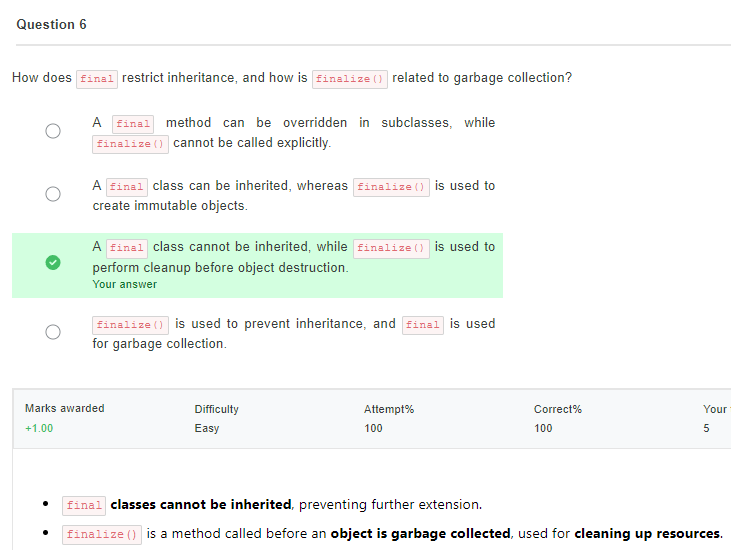 Question 6
How does final restrict inheritance, and how is finalize() related to garbage collection?
A final method can be overridden in subclasses, while
finalize() cannot be called explicitly.
A final class can be inherited, whereas finalize() is used to
create immutable objects.
A final class cannot be inherited, while finalize() is used to
perform cleanup before object destruction.
Your answer
finalize() is used to prevent inheritance, and final is used
for garbage collection.
Marks awarded Difficulty Attempt% Correct% Your
+1.00 Easy 100 100 5
• final classes cannot be inherited, preventing further extension.
• finalize() is a method called before an object is garbage collected, used for cleaning up resources.